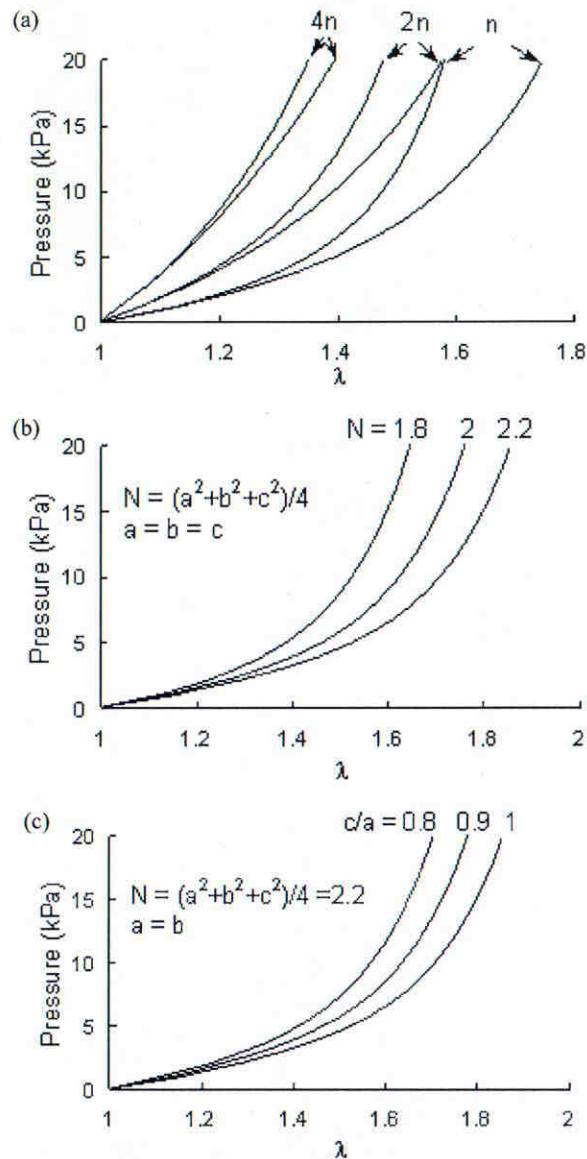 (a)
4n 2n n
20
15
10
5
0
Pressure (kPa)
1 1.2 1.4 1.6 1.8
λ
(b)
N = 1.8 2 2.2
N = (a²+b²+c²)/4
a = b = c
20
15
10
5
0
Pressure (kPa)
1 1.2 1.4 1.6 1.8 2
λ
(c)
c/a = 0.8 0.9 1
N = (a²+b²+c²)/4 =2.2
a = b
20
15
10
5
0
Pressure (kPa)
1 1.2 1.4 1.6 1.8 2
λ